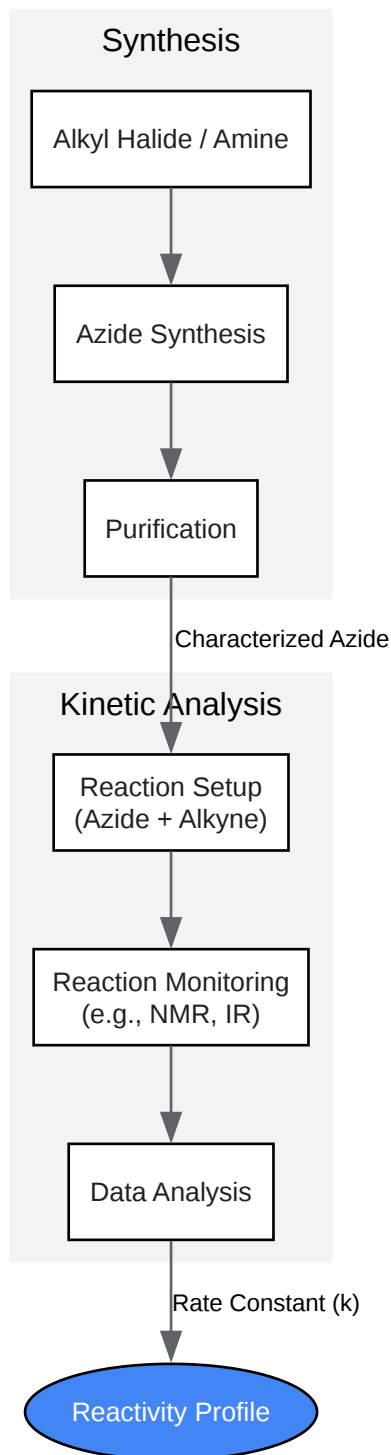 Synthesis
Alkyl Halide / Amine
Azide Synthesis
Purification
Characterized Azide
Kinetic Analysis
Reaction Setup
(Azide + Alkyne)
Reaction Monitoring
(e.g., NMR, IR)
Data Analysis
Rate Constant (k)
Reactivity Profile